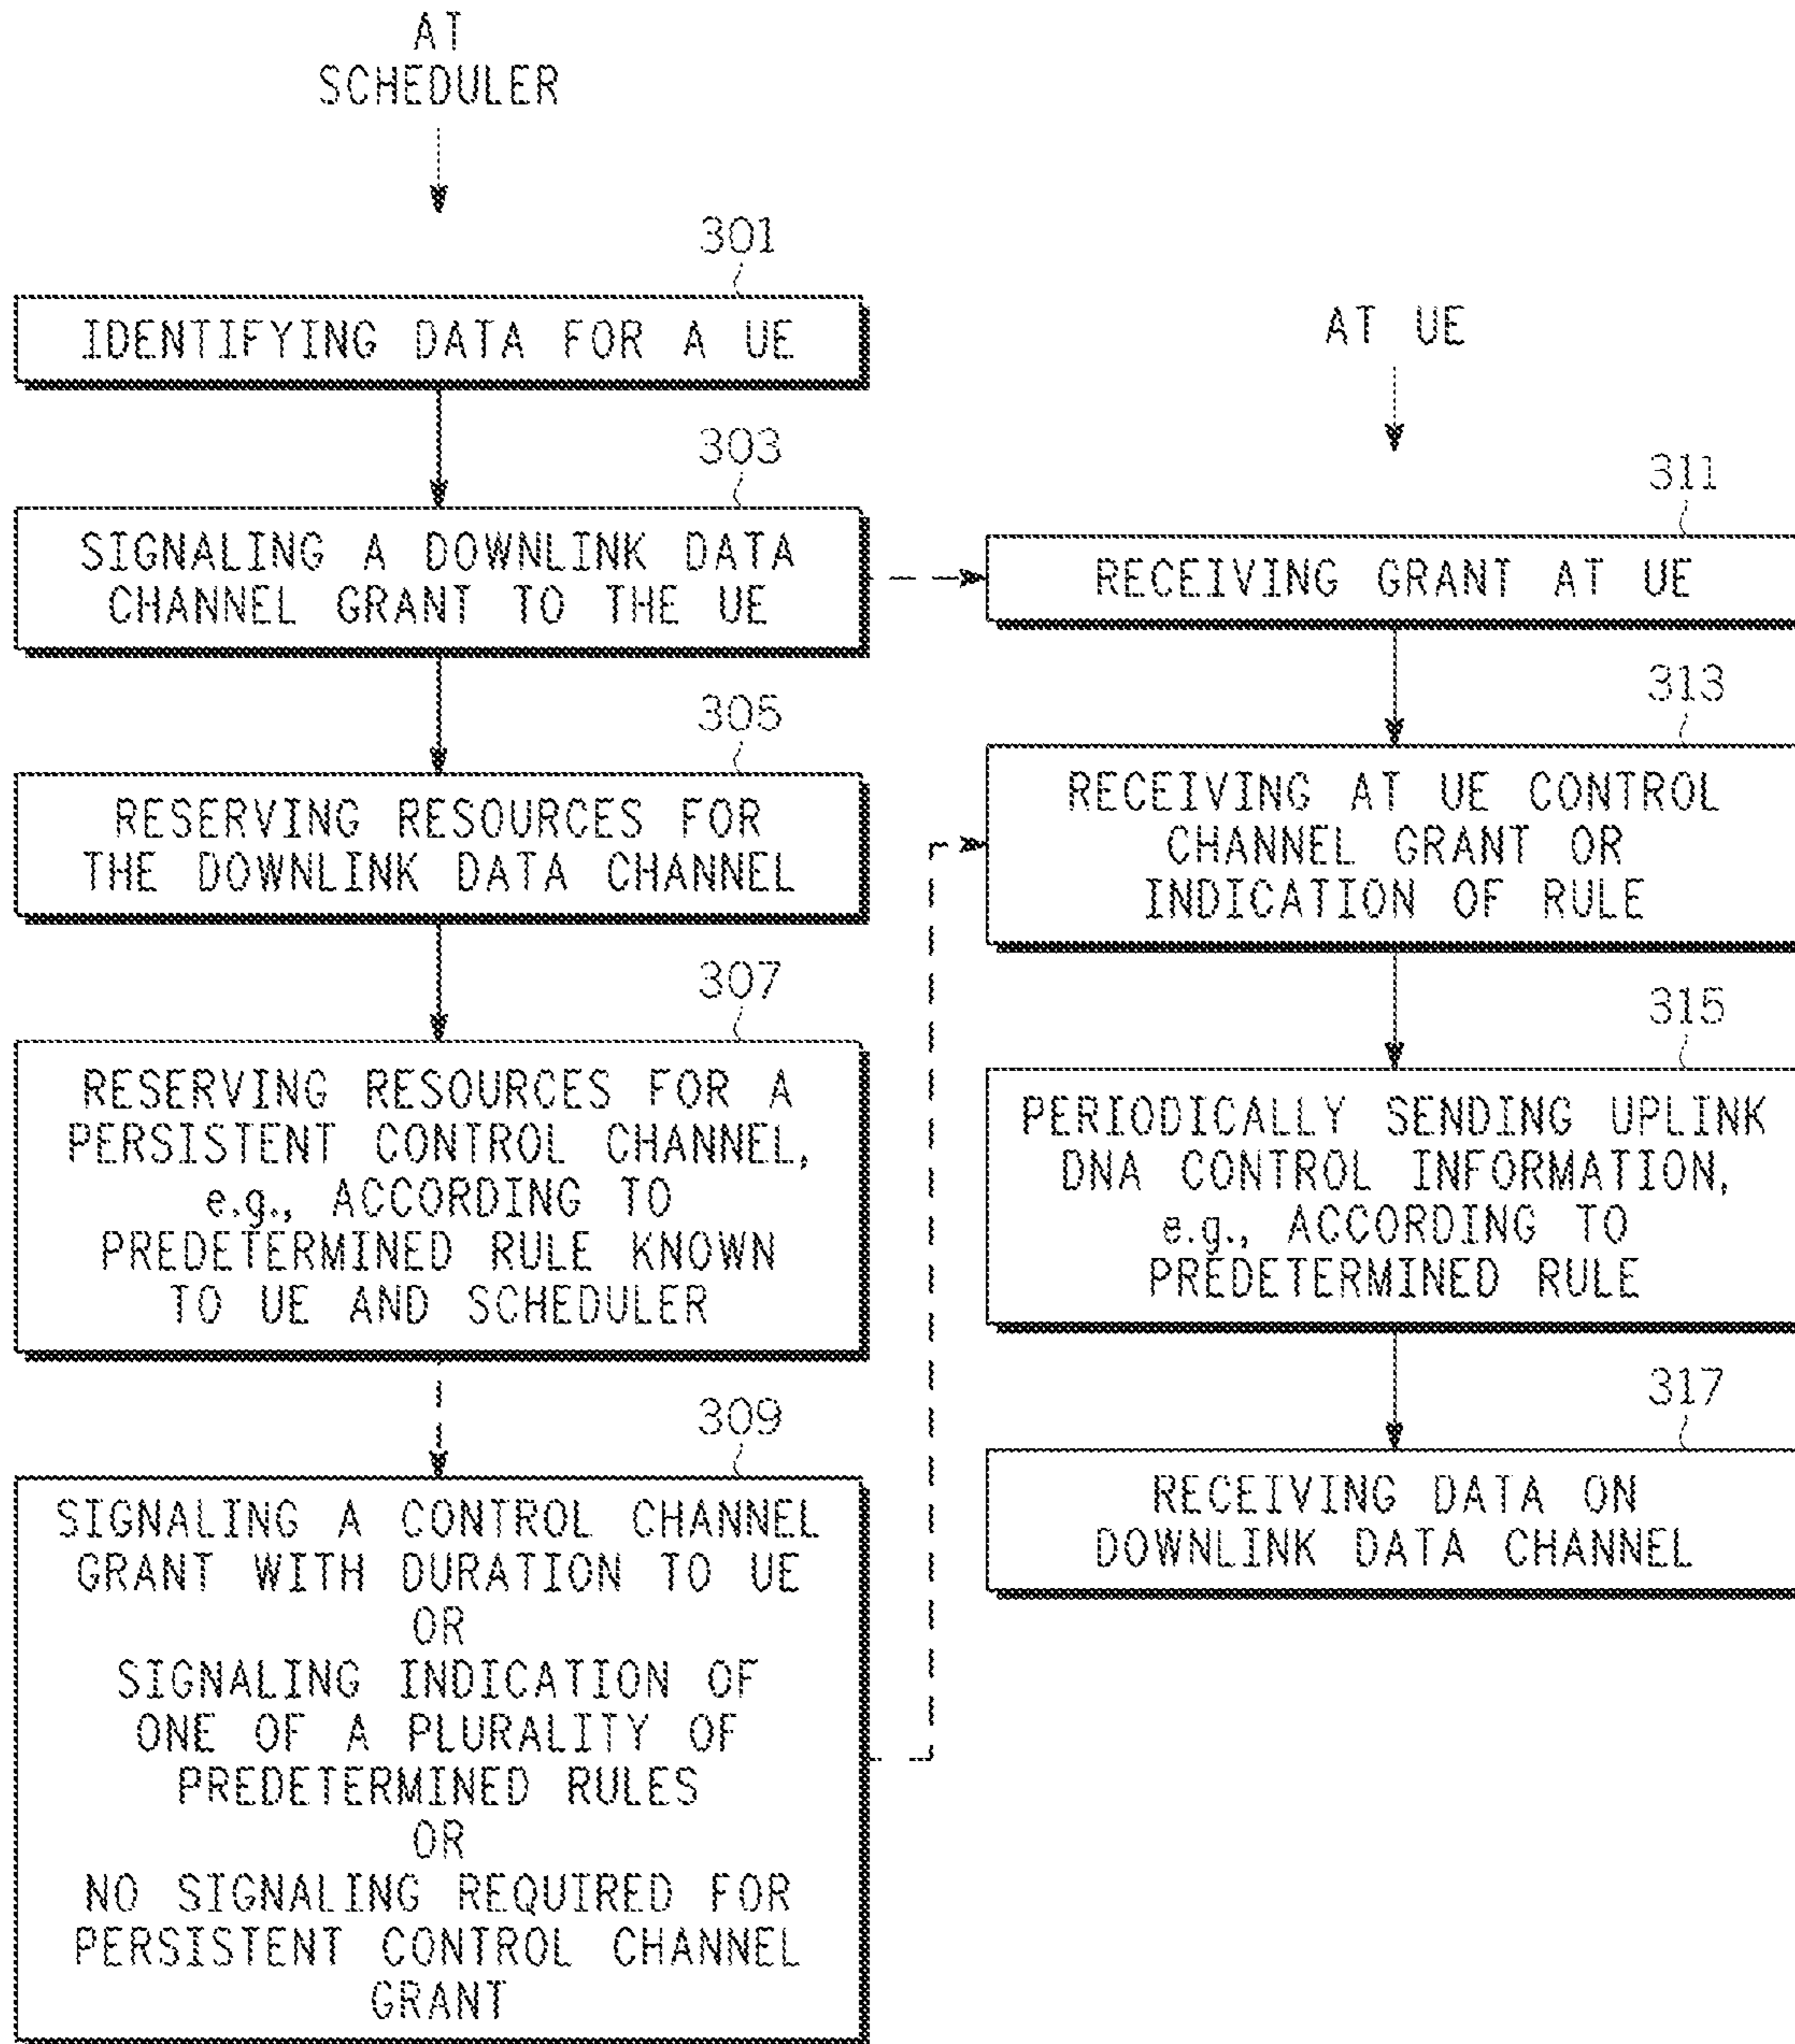 AT
SCHEDULER
301
IDENTIFYING DATA FOR A UE
303
SIGNALING A DOWNLINK DATA
CHANNEL GRANT TO THE UE
305
RESERVING RESOURCES FOR
THE DOWNLINK DATA CHANNEL
307
RESERVING RESOURCES FOR A
PERSISTENT CONTROL CHANNEL,
e.g., ACCORDING TO
PREDETERMINED RULE KNOWN
TO UE AND SCHEDULER
309
SIGNALING A CONTROL CHANNEL
GRANT WITH DURATION TO UE
OR
SIGNALING INDICATION OF
ONE OF A PLURALITY OF
PREDETERMINED RULES
OR
NO SIGNALING REQUIRED FOR
PERSISTENT CONTROL CHANNEL
GRANT
AT UE
311
RECEIVING GRANT AT UE
313
RECEIVING AT UE CONTROL
CHANNEL GRANT OR
INDICATION OF RULE
315
PERIODICALLY SENDING UPLINK
DNA CONTROL INFORMATION,
e.g., ACCORDING TO
PREDETERMINED RULE
317
RECEIVING DATA ON
DOWNLINK DATA CHANNEL